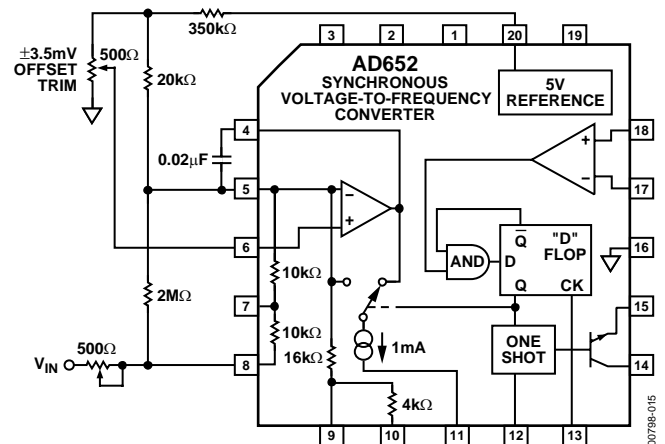 350kΩ
3
2
1
20
19
±3.5mV
OFFSET
TRIM
500Ω
20kΩ
AD652
SYNCHRONOUS
VOLTAGE-TO-FREQUENCY
CONVERTER
5V
REFERENCE
4
18
0.02µF
5
17
6
16
10kΩ
AND
Q
"D"
FLOP
D
Q
CK
2MΩ
7
15
10kΩ
16kΩ
1mA
ONE
SHOT
VIN
500Ω
8
14
4kΩ
9
10
11
12
13
+
–
–
+
00798-015